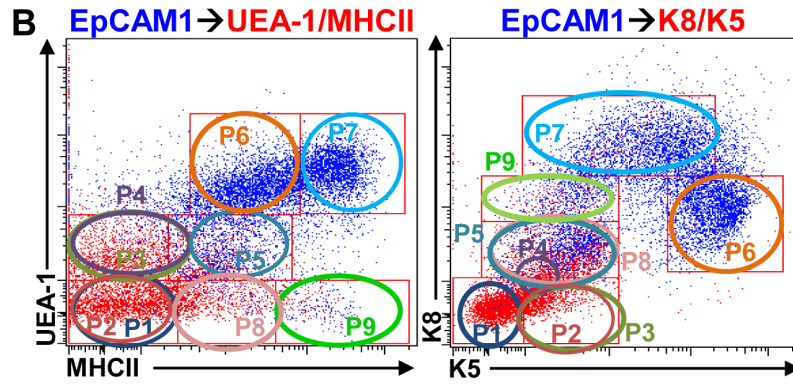 B
EpCAM1→UEA-1/MHCII
EpCAM1→K8/K5
P6
P7
P4
P3
P5
P2
P1
P8
P9
UEA-1
MHCII
P7
P9
P5
P4
P8
P6
P1
P2
P3
K8
K5